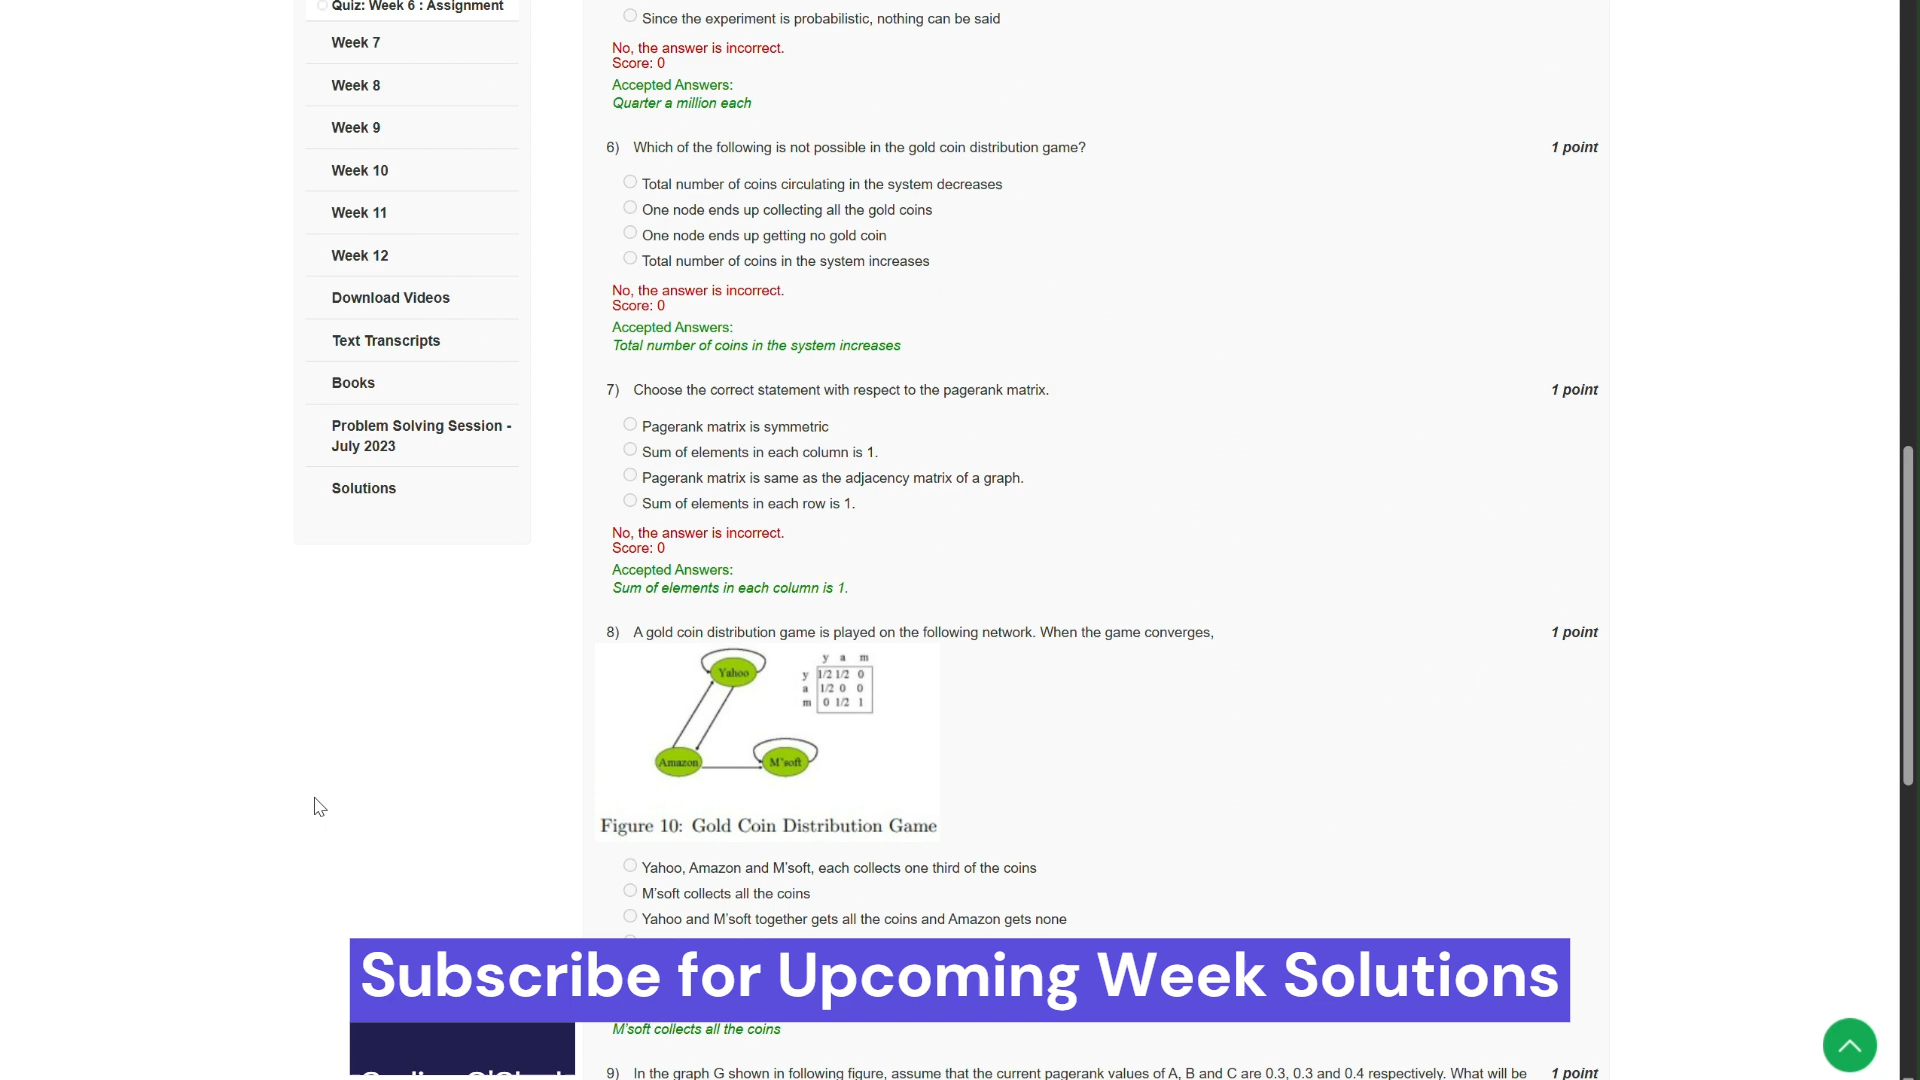 Quiz: Week 6 : Assignment
Week 7
Week 8
Week 9
Week 10
Week 11
Week 12
Download Videos
Text Transcripts
Books
Problem Solving Session -
July 2023
Solutions
Since the experiment is probabilistic, nothing can be said
No, the answer is incorrect.
Score: 0
Accepted Answers:
Quarter a million each
6) Which of the following is not possible in the gold coin distribution game? 1 point
Total number of coins circulating in the system decreases
One node ends up collecting all the gold coins
One node ends up getting no gold coin
Total number of coins in the system increases
No, the answer is incorrect.
Score: 0
Accepted Answers:
Total number of coins in the system increases
7) Choose the correct statement with respect to the pagerank matrix. 1 point
Pagerank matrix is symmetric
Sum of elements in each column is 1.
Pagerank matrix is same as the adjacency matrix of a graph.
Sum of elements in each row is 1.
No, the answer is incorrect.
Score: 0
Accepted Answers:
Sum of elements in each column is 1.
8) A gold coin distribution game is played on the following network. When the game converges, 1 point
Yahoo
Amazon
M'soft
y a m
y 1/2 1/2 0
a 1/2 0 0
m 0 1/2 1
Figure 10: Gold Coin Distribution Game
Yahoo, Amazon and M'soft, each collects one third of the coins
M'soft collects all the coins
Yahoo and M'soft together gets all the coins and Amazon gets none
Subscribe for Upcoming Week Solutions
M'soft collects all the coins
9) In the graph G shown in following figure, assume that the current pagerank values of A, B and C are 0.3, 0.3 and 0.4 respectively. What will be 1 point